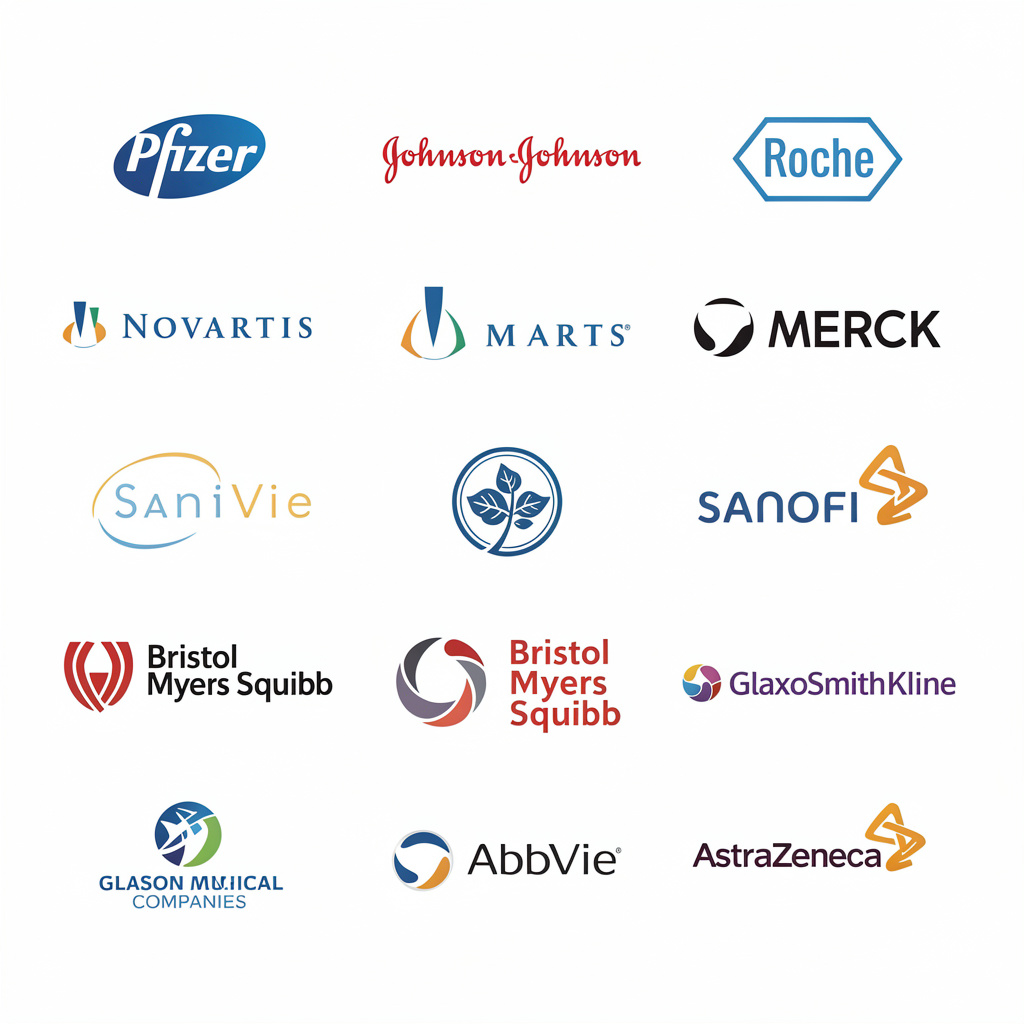 Pfizer
Johnson-Johnson
Roche
NOVARTIS
MARTS®
MERCK
SANiVie
SANOFI
Bristol
Myers Squibb
Bristol
Myers
Squibb
GlaxoSmithKline
GLASON
COMPANIES
AbbVie®
AstraZeneca